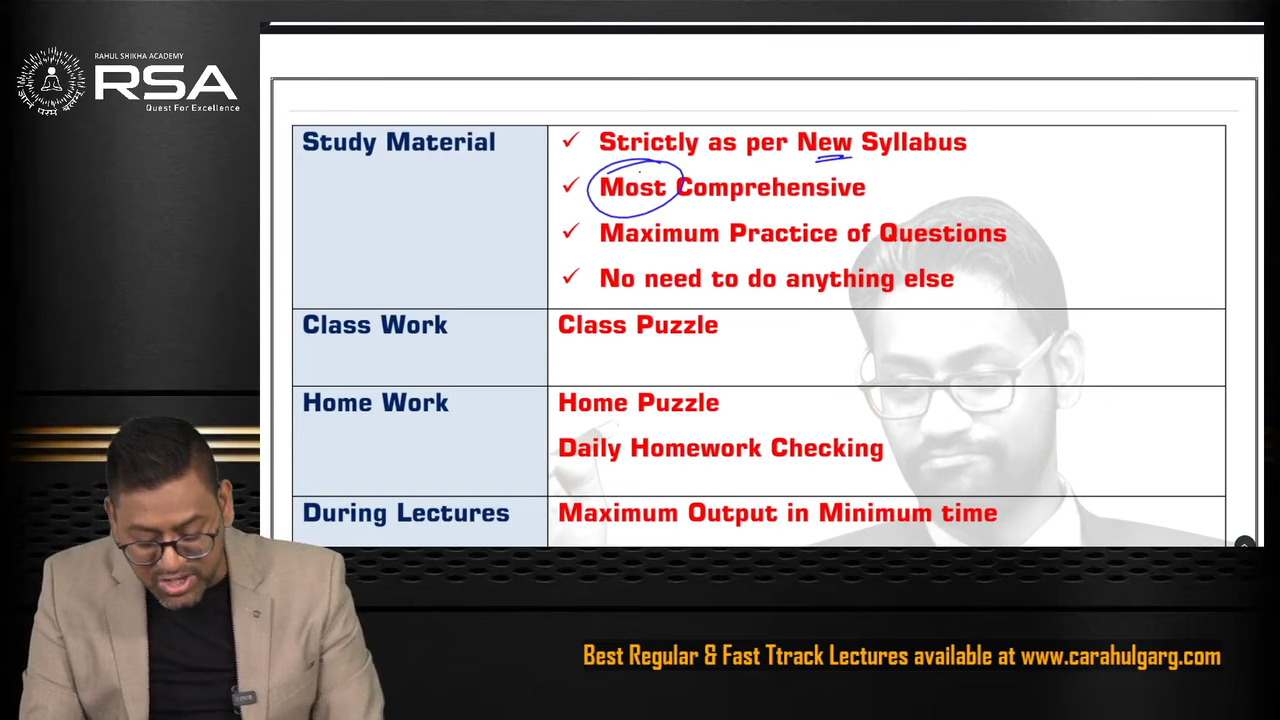 RAHUL SHIKHA ACADEMY
RSA
Quest For Excellence
ज्ञानं परमं बलम्
Study Material
✓ Strictly as per New Syllabus
✓ Most Comprehensive
✓ Maximum Practice of Questions
✓ No need to do anything else
Class Work
Class Puzzle
Home Work
Home Puzzle
Daily Homework Checking
During Lectures
Maximum Output in Minimum time
Best Regular & Fast Ttrack Lectures available at www.carahulgarg.com